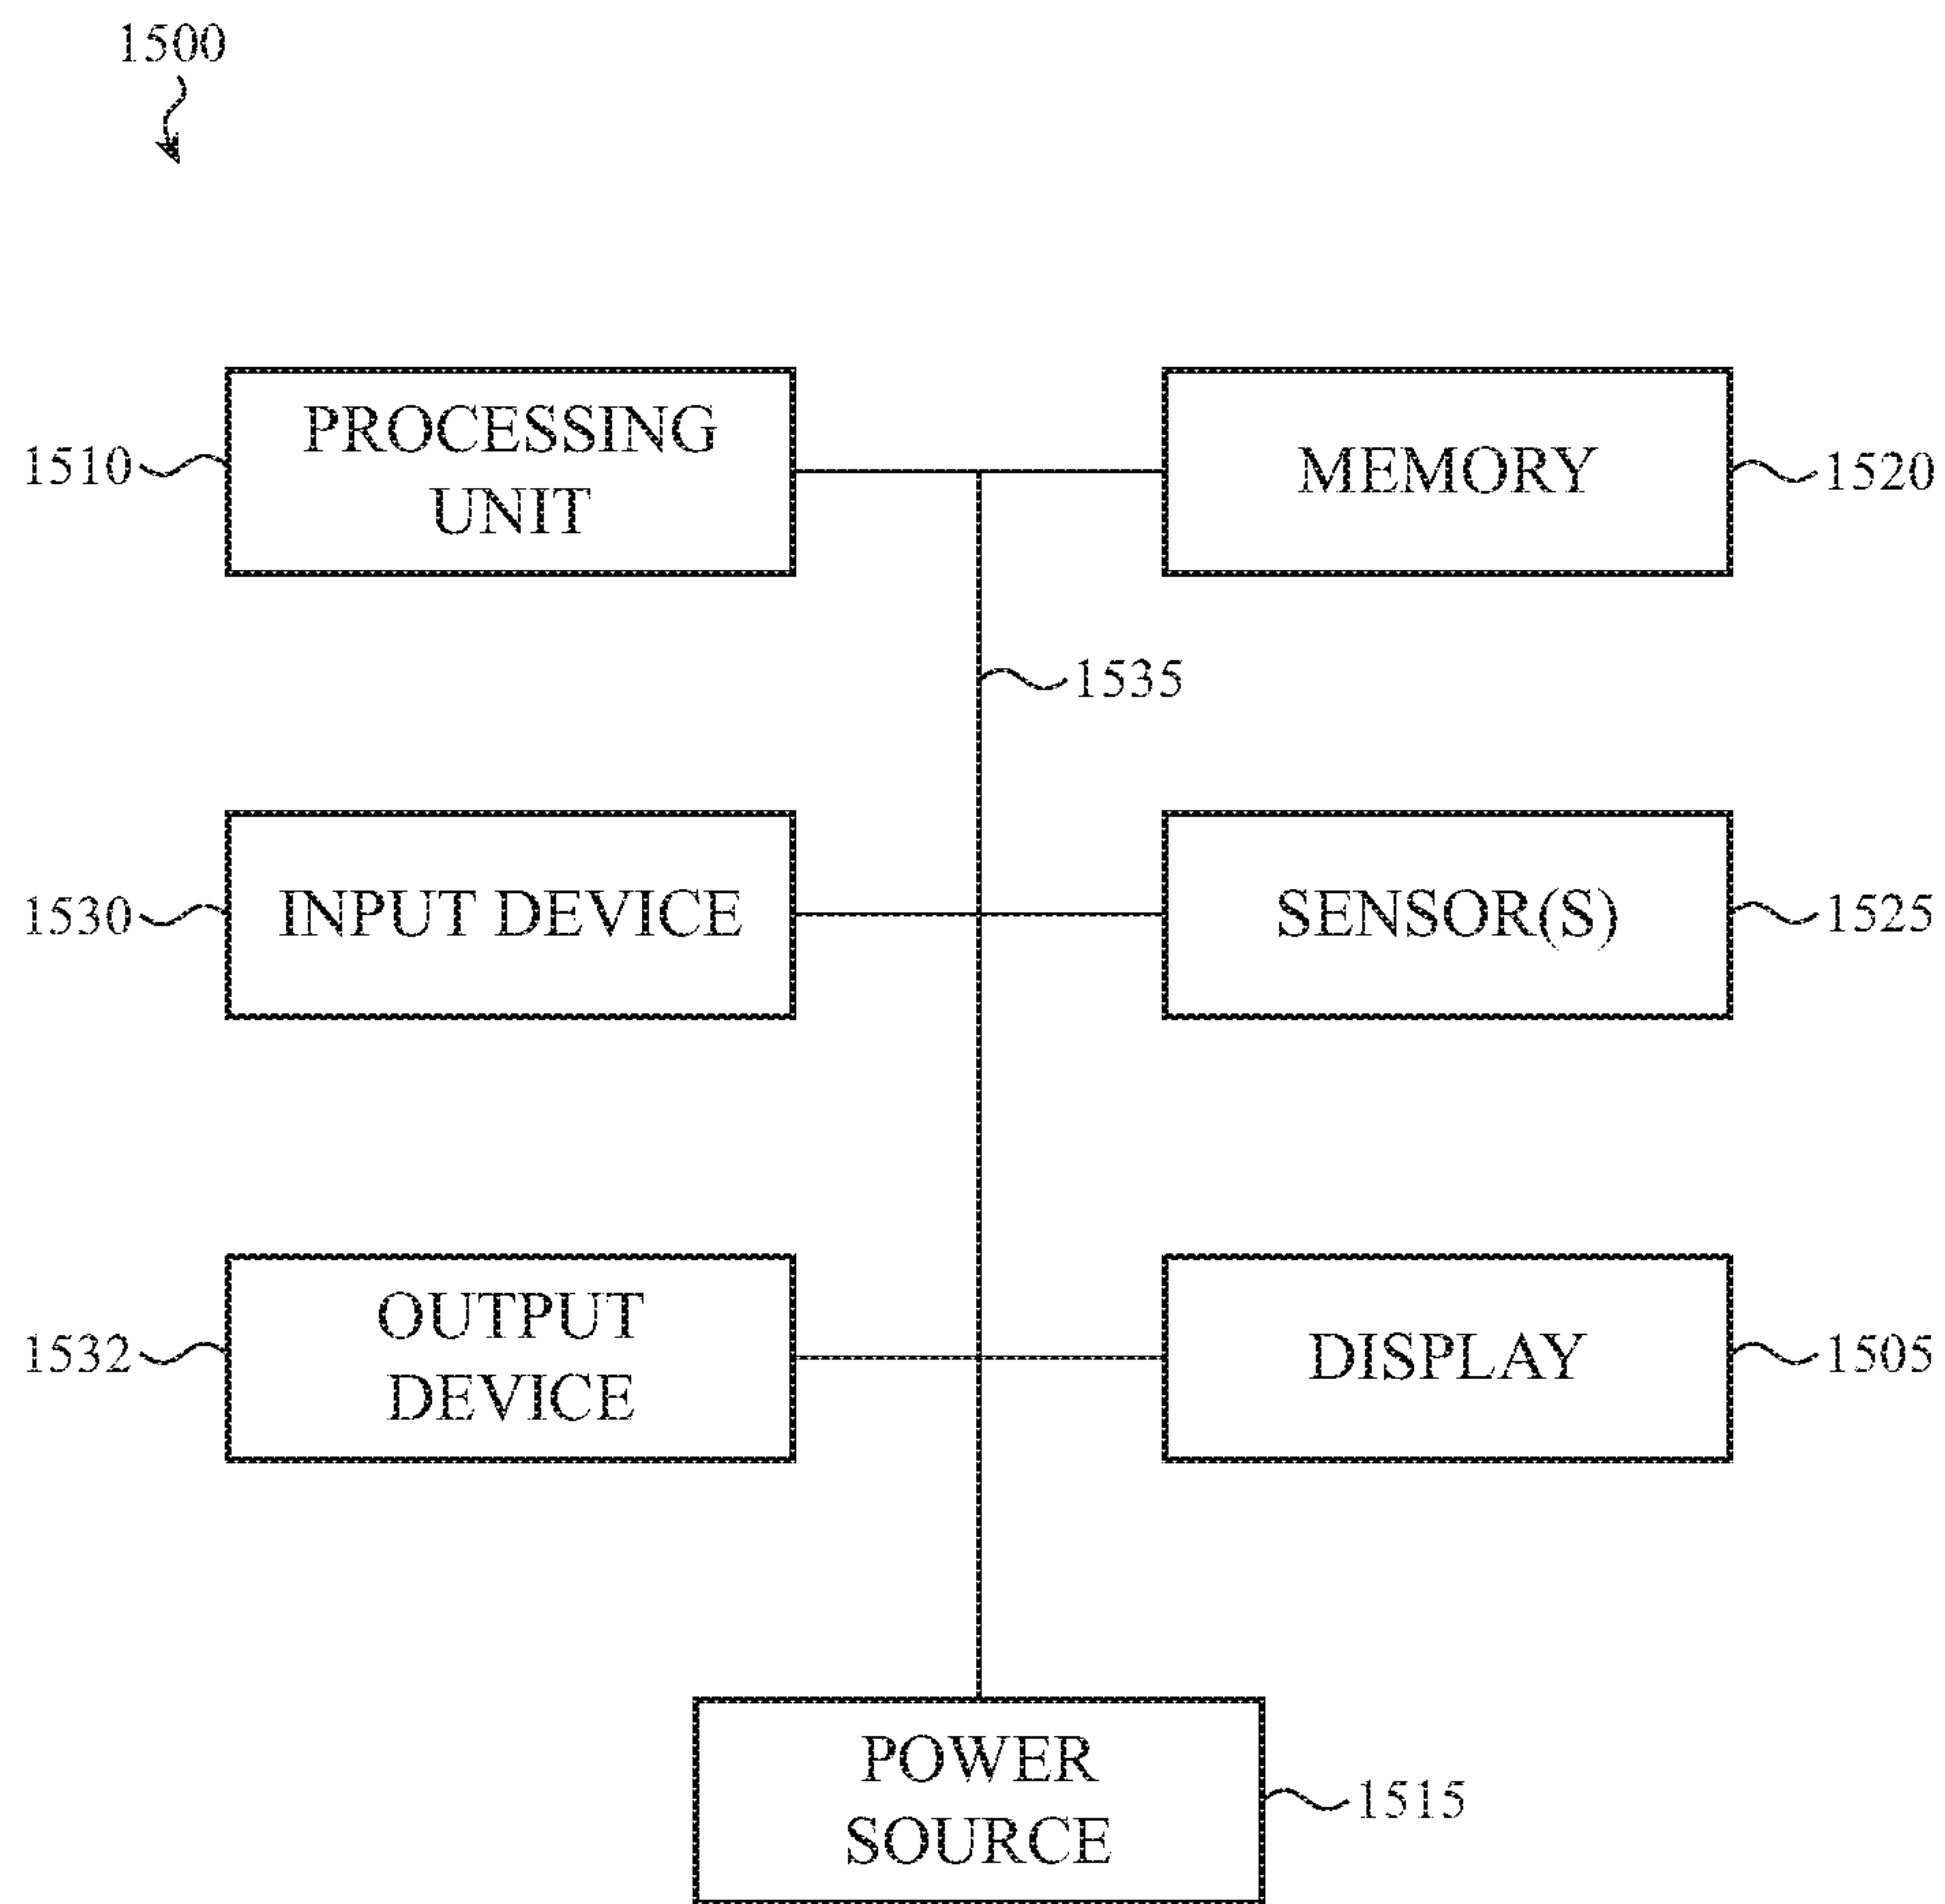 1500
PROCESSING
UNIT
1510
MEMORY
1520
1535
INPUT DEVICE
1530
SENSOR(S)
1525
OUTPUT
DEVICE
1532
DISPLAY
1505
POWER
SOURCE
1515